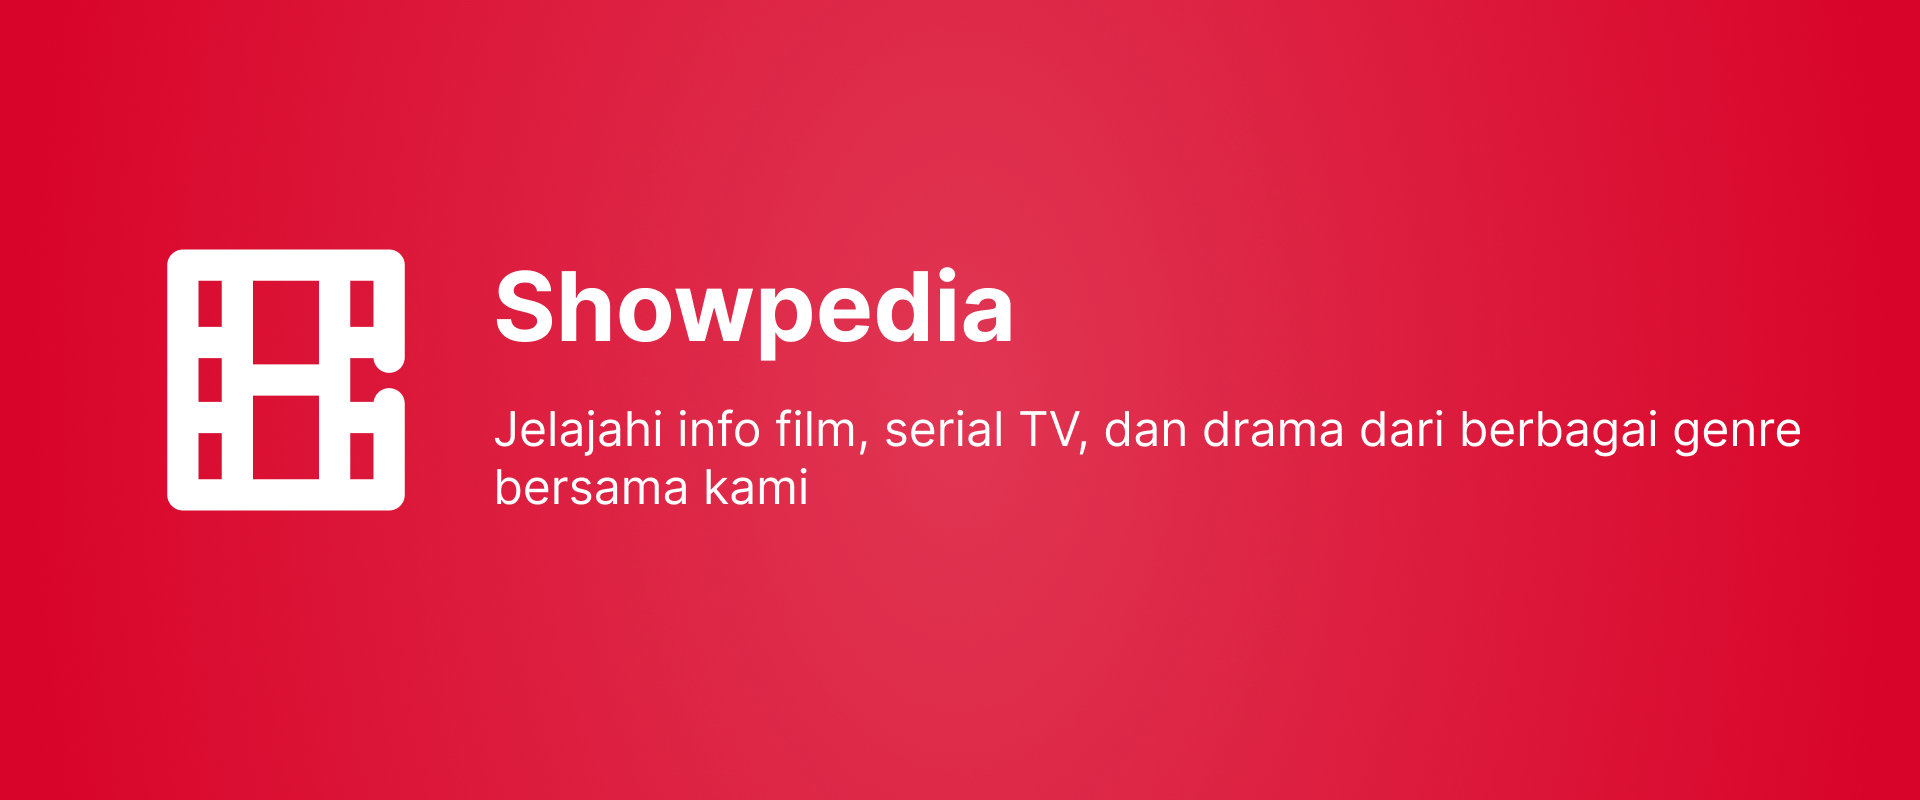 Showpedia
Jelajahi info film, serial TV, dan drama dari berbagai genre
bersama kami